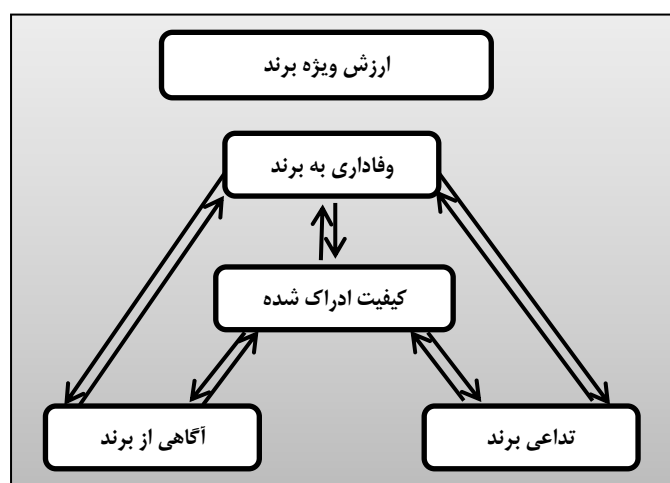 ارزش ویژه برند
وفاداری به برند
کیفیت ادراک شده
تداعی برند
آگاهی از برند